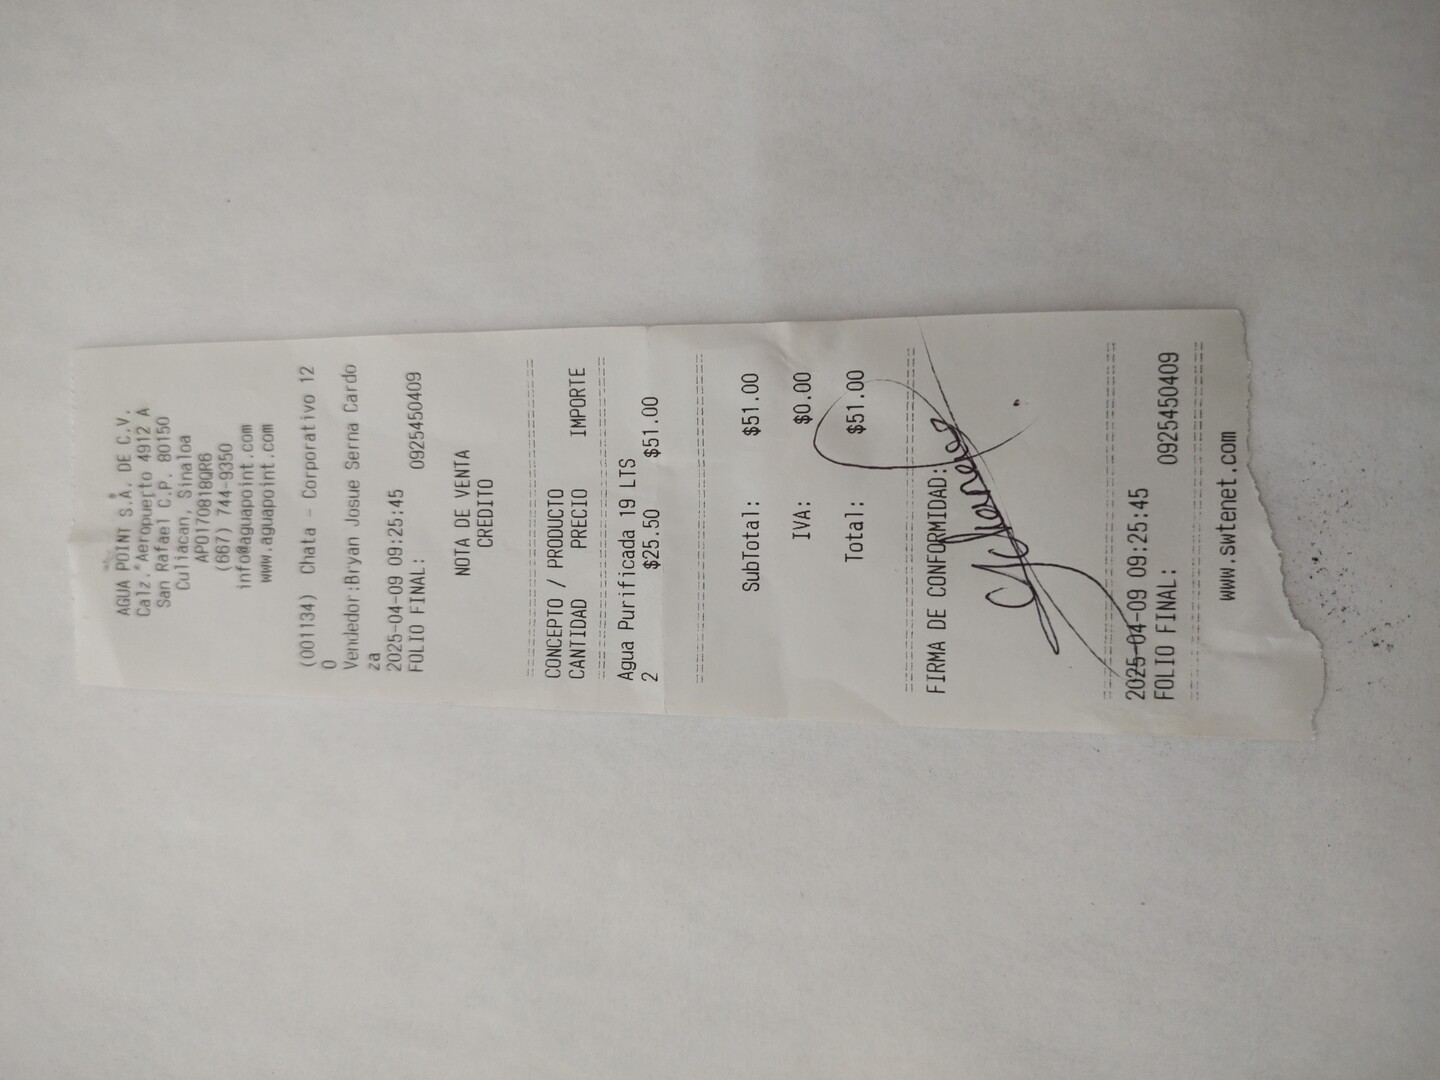 AGUA POINT S.A. DE C.V.
Calz. Aeropuerto 4912 A
San Rafael C.P. 80150
Culiacan, Sinaloa
APO170818QR6
(667) 744-9350
info@aguapoint.com
www.aguapoint.com
(001134) Chata - Corporativo 12
0
Vendedor:Bryan Josue Serna Cardo
za
2025-04-09 09:25:45
FOLIO FINAL: 0925450409
NOTA DE VENTA
CREDITO
================================
CONCEPTO / PRODUCTO
CANTIDAD PRECIO IMPORTE
================================
Agua Purificada 19 LTS
2 $25.50 $51.00
================================
SubTotal: $51.00
IVA: $0.00
Total: $51.00
================================
FIRMA DE CONFORMIDAD:
================================
2025-04-09 09:25:45
FOLIO FINAL: 0925450409
================================
www.swtenet.com